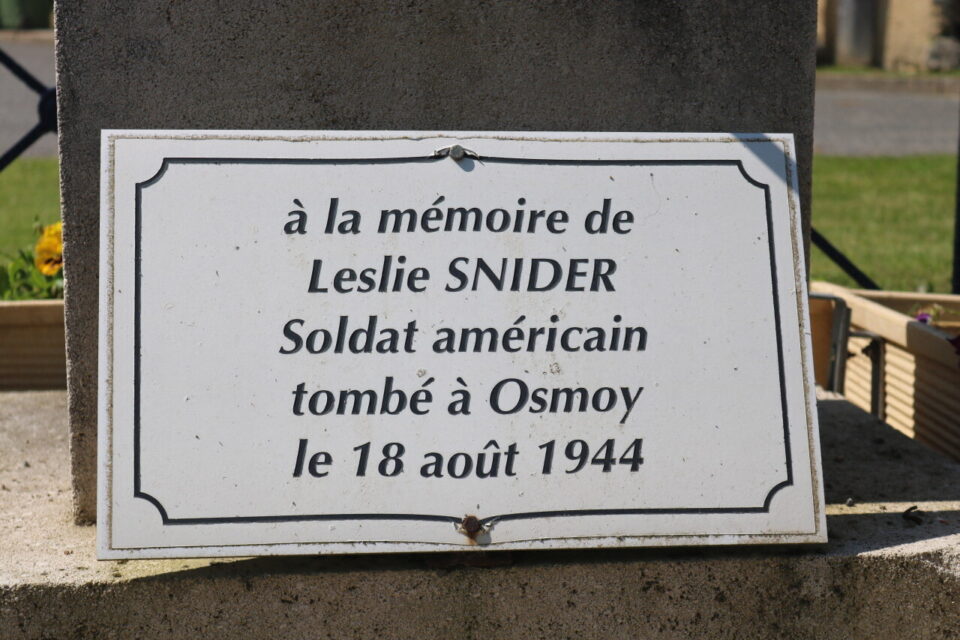 à la mémoire de
Leslie SNIDER
Soldat américain
tombé à Osmoy
le 18 août 1944